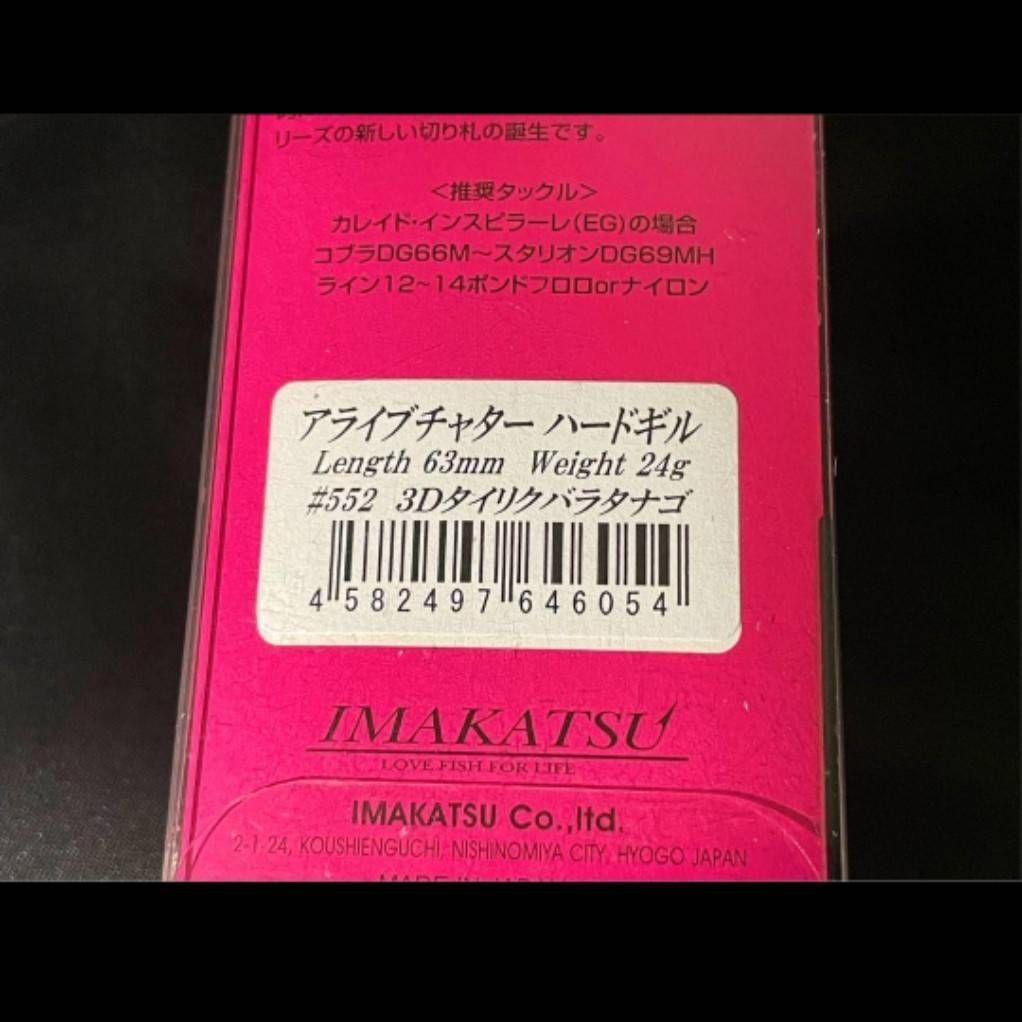 リーズの新しい切り札の誕生です。
＜推奨タックル＞
カレイド・インスピラーレ(EG)の場合
コブラDG66M～スタリオンDG69MH
ライン12~14ポンドフロロorナイロン
アライブチャター ハードギル
Length 63mm Weight 24g
#552 3Dタイリクバラタナゴ
4 582497 646054
IMAKATSU
LOVE FISH FOR LIFE
IMAKATSU Co.,ltd.
2-1-24, KOUSHIENGUCHI, NISHINOMIYA CITY, HYOGO JAPAN